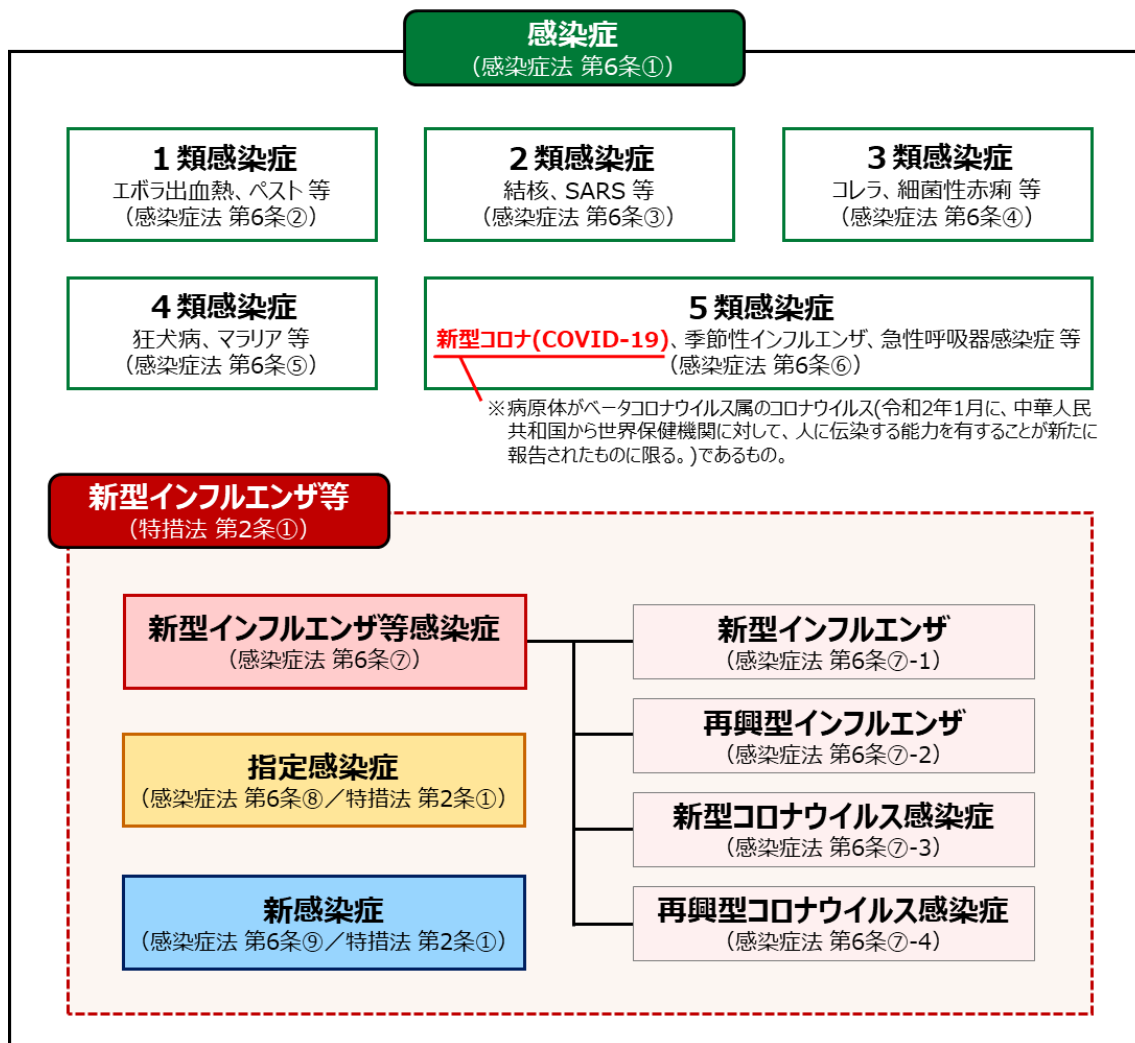 感染症
（感染症法 第6条①）
１類感染症
エボラ出血熱、ペスト 等
（感染症法 第6条②）
２類感染症
結核、SARS 等
（感染症法 第6条③）
３類感染症
コレラ、細菌性赤痢 等
（感染症法 第6条④）
４類感染症
狂犬病、マラリア 等
（感染症法 第6条⑤）
５類感染症
新型コロナ(COVID-19)、季節性インフルエンザ、急性呼吸器感染症 等
（感染症法 第6条⑥）
※病原体がベータコロナウイルス属のコロナウイルス(令和2年1月に、中華人民
共和国から世界保健機関に対して、人に伝染する能力を有することが新たに
報告されたものに限る。)であるもの。
新型インフルエンザ等
（特措法 第2条①）
新型インフルエンザ等感染症
（感染症法 第6条⑦）
指定感染症
（感染症法 第6条⑧／特措法 第2条①）
新感染症
（感染症法 第6条⑨／特措法 第2条①）
新型インフルエンザ
（感染症法 第6条⑦-1）
再興型インフルエンザ
（感染症法 第6条⑦-2）
新型コロナウイルス感染症
（感染症法 第6条⑦-3）
再興型コロナウイルス感染症
（感染症法 第6条⑦-4）